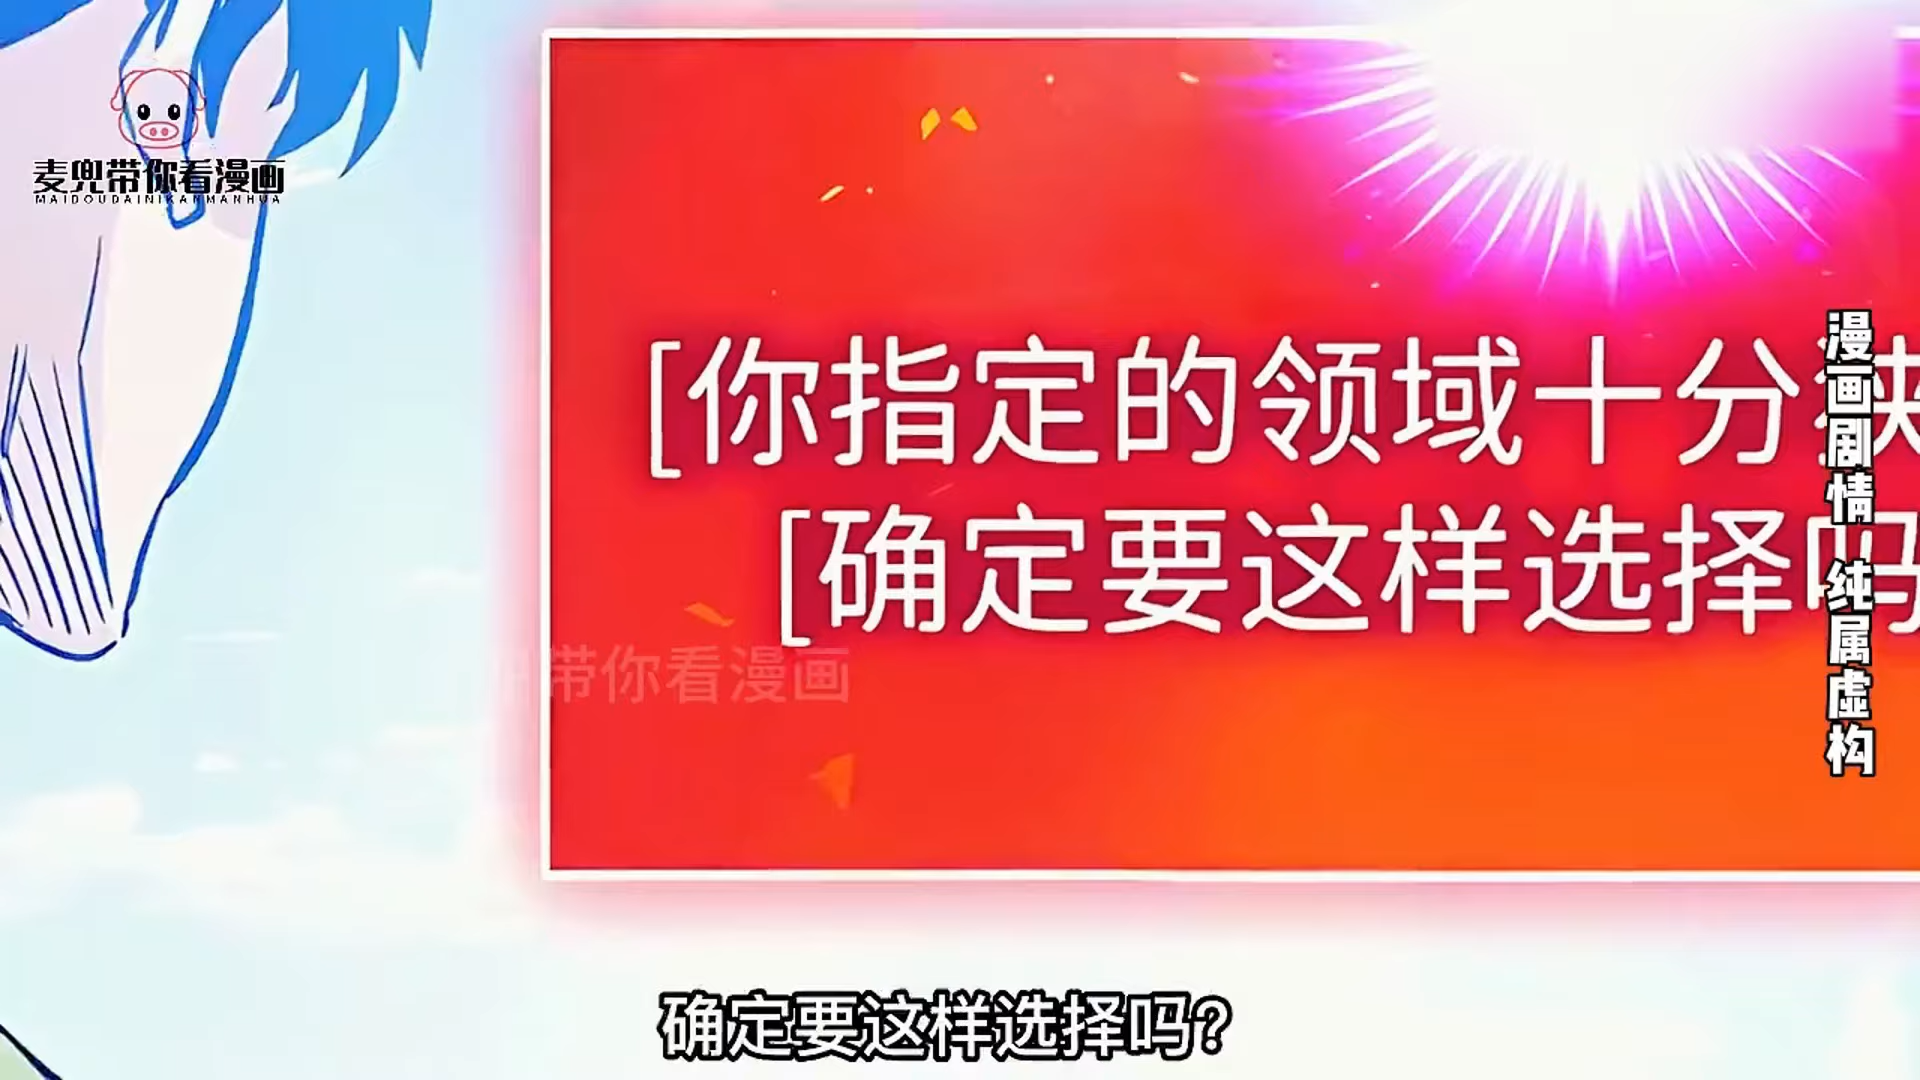 麦兜带你看漫画
MAIDOUDAINIKANMANHUA
[你指定的领域十分狭
[确定要这样选择吗
带你看漫画
漫画剧情 纯属虚构
确定要这样选择吗?